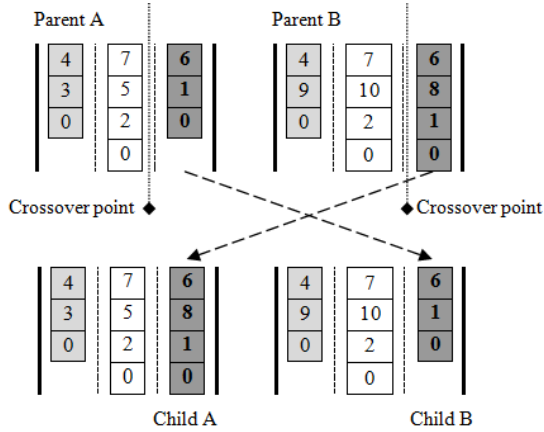 Parent A Parent B
4 7 6 4 7 6
3 5 1 9 10 8
0 2 0 0 2 1
0 0 0
Crossover point Crossover point
4 7 6 4 7 6
3 5 8 9 10 1
0 2 1 0 2 0
0 0 0
Child A Child B